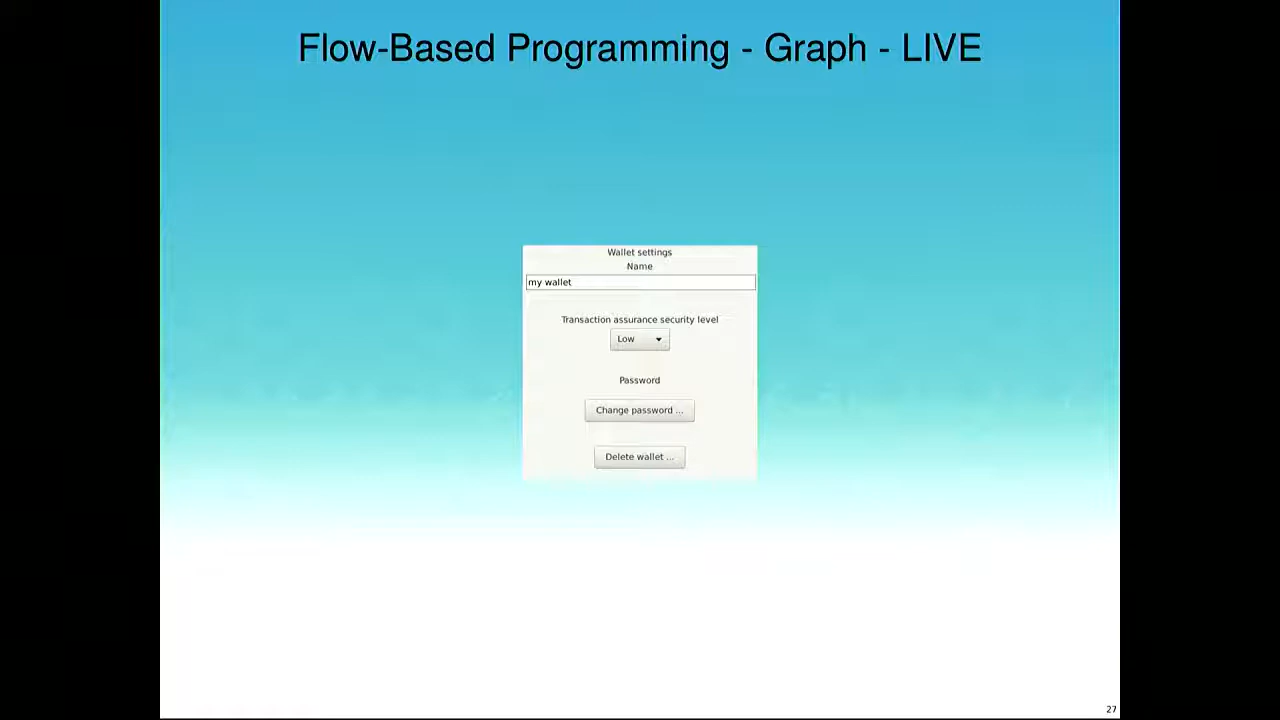 Flow-Based Programming - Graph - LIVE
Wallet settings
Name
my wallet
Transaction assurance security level
Low
Password
Change password ...
Delete wallet ...
27